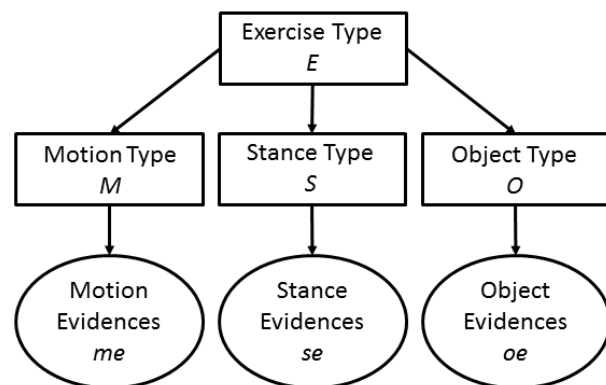 Exercise Type
E
Motion Type
M
Stance Type
S
Object Type
O
Motion
Evidences
me
Stance
Evidences
se
Object
Evidences
oe